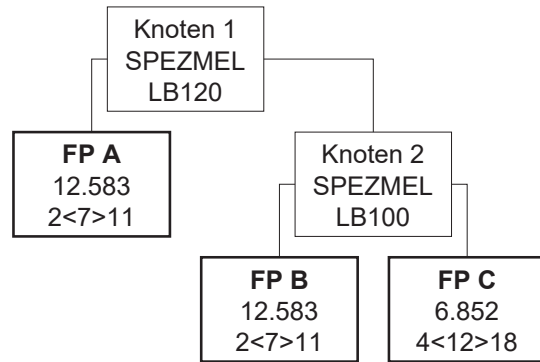 Knoten 1
SPEZMEL
LB120
FP A
12.583
2<7>11
Knoten 2
SPEZMEL
LB100
FP B
12.583
2<7>11
FP C
6.852
4<12>18